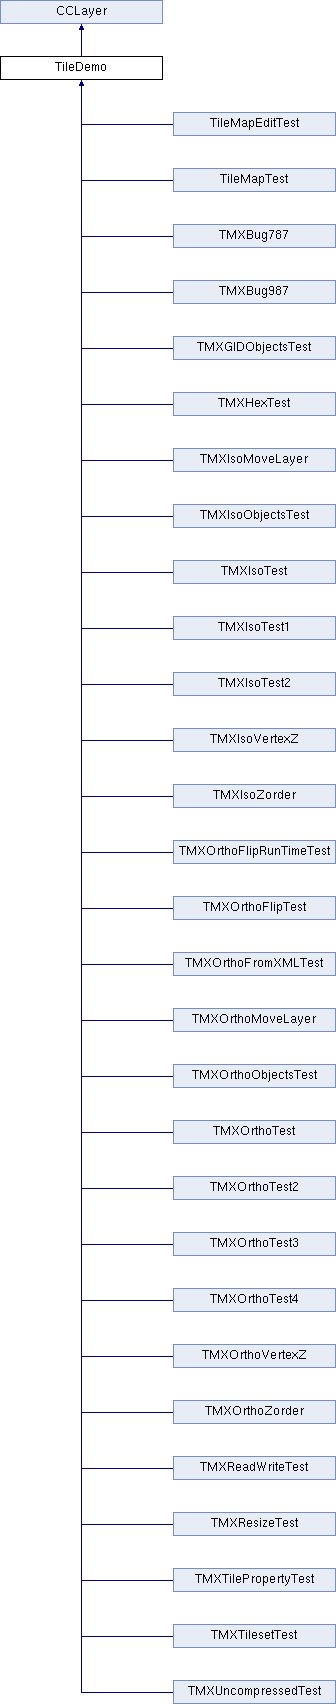 CCLayer
TileDemo
TileMapEditTest
TileMapTest
TMXBug787
TMXBug987
TMXGIDObjectsTest
TMXHexTest
TMXIsoMoveLayer
TMXIsoObjectsTest
TMXIsoTest
TMXIsoTest1
TMXIsoTest2
TMXIsoVertexZ
TMXIsoZorder
TMXOrthoFlipRunTimeTest
TMXOrthoFlipTest
TMXOrthoFromXMLTest
TMXOrthoMoveLayer
TMXOrthoObjectsTest
TMXOrthoTest
TMXOrthoTest2
TMXOrthoTest3
TMXOrthoTest4
TMXOrthoVertexZ
TMXOrthoZorder
TMXReadWriteTest
TMXResizeTest
TMXTilePropertyTest
TMXTilesetTest
TMXUncompressedTest